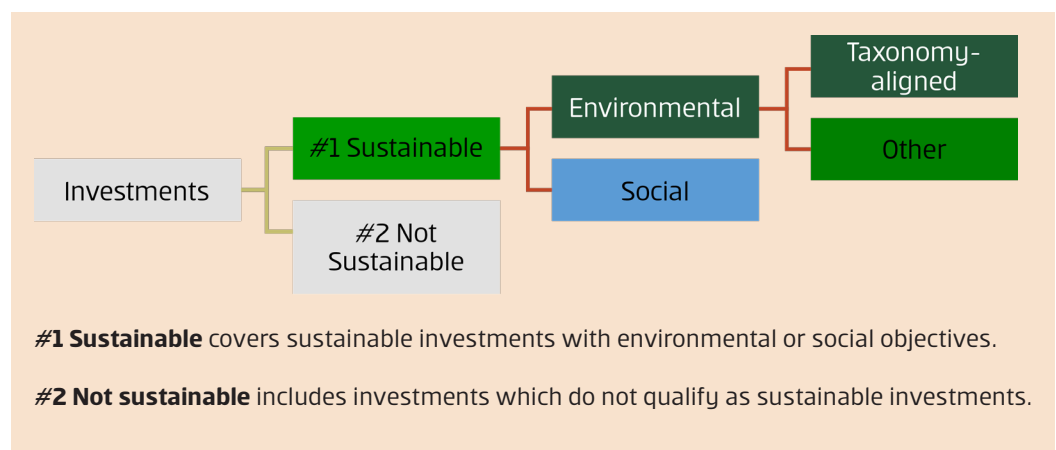 Taxonomy-
aligned
Environmental
#1 Sustainable
Other
Investments
Social
#2 Not
Sustainable
#1 Sustainable covers sustainable investments with environmental or social objectives.
#2 Not sustainable includes investments which do not qualify as sustainable investments.